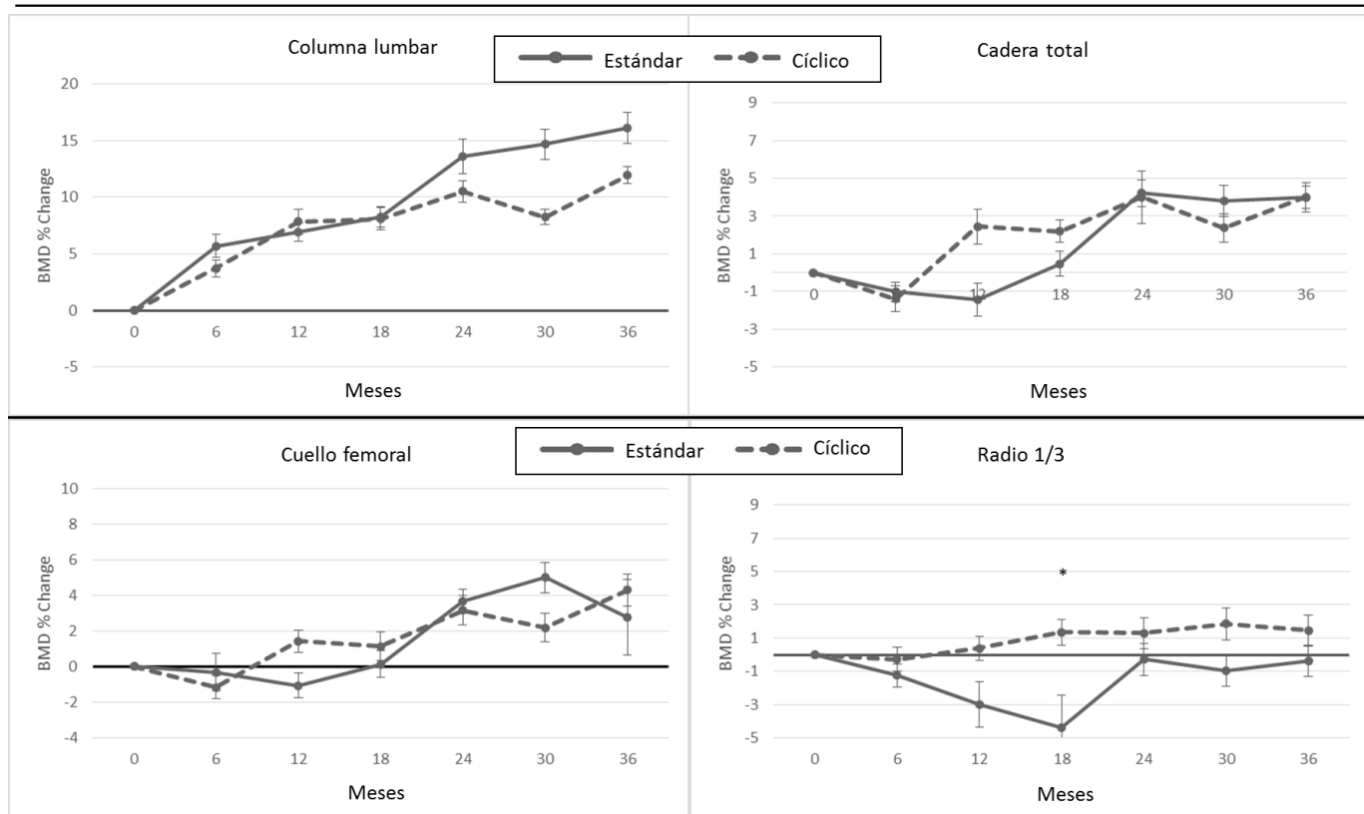 Columna lumbar
Estándar Cíclico
Cadera total
BMD % Change
20
15
10
5
0
-5
0 6 12 18 24 30 36
Meses
BMD % Change
9
7
5
3
1
-1
-3
-5
0 12 18 24 30 36
Meses
Cuello femoral
Estándar Cíclico
Radio 1/3
BMD % Change
10
8
6
4
2
0
-2
-4
0 6 12 18 24 30 36
Meses
BMD % Change
9
7
5
3
1
-1
-3
-5
*
0 6 12 18 24 30 36
Meses